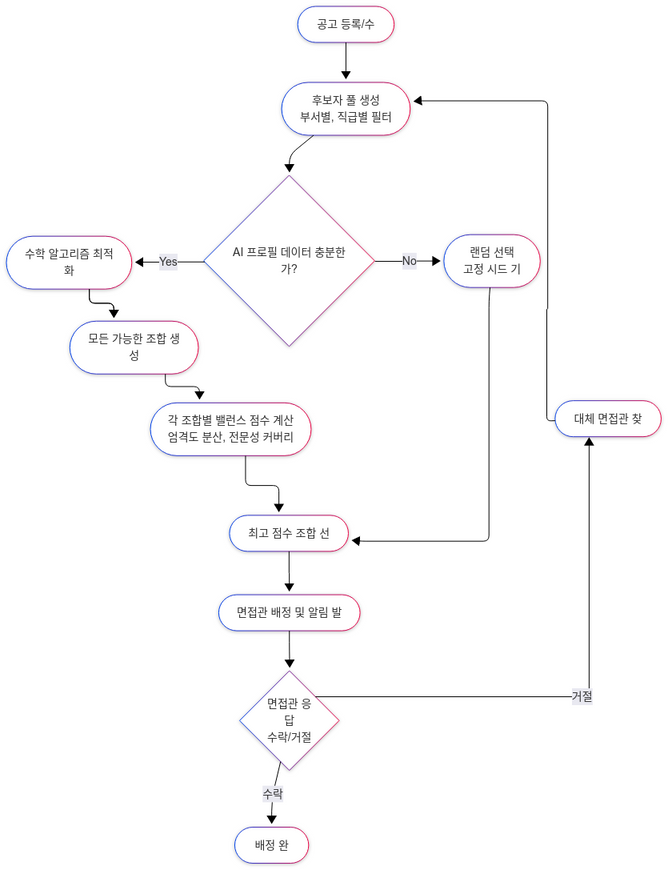 공고 등록/수
후보자 풀 생성
부서별, 직급별 필터
AI 프로필 데이터 충분한
가?
Yes
No
수학 알고리즘 최적
화
랜덤 선택
고정 시드 기
모든 가능한 조합 생
성
각 조합별 밸런스 점수 계산
엄격도 분산, 전문성 커버리
대체 면접관 찾
최고 점수 조합 선
면접관 배정 및 알림 발
면접관 응
답
수락/거절
거절
수락
배정 완